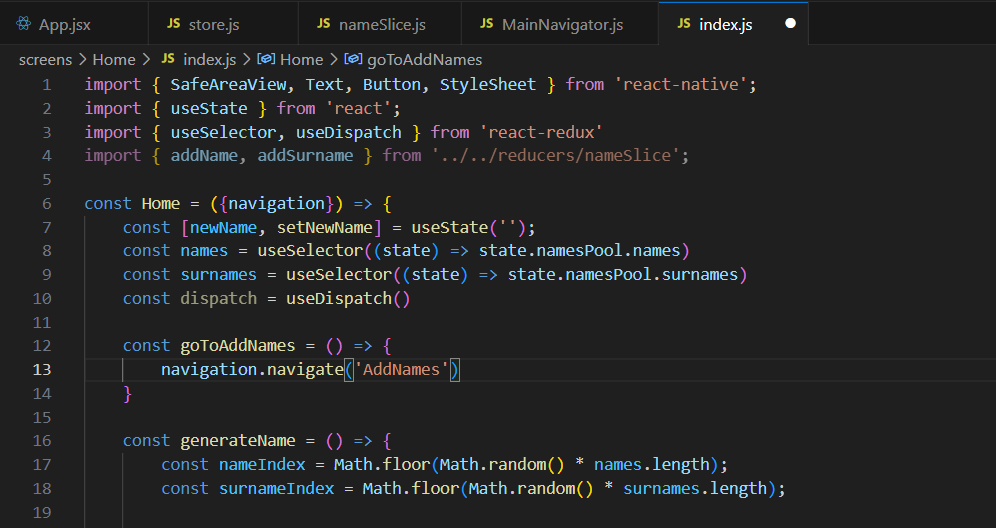 App.jsx JS store.js JS nameSlice.js JS MainNavigator.js JS index.js
screens > Home > JS index.js > Home > goToAddNames
1 import { SafeAreaView, Text, Button, StyleSheet } from 'react-native';
2 import { useState } from 'react';
3 import { useSelector, useDispatch } from 'react-redux'
4 import { addName, addSurname } from '../../reducers/nameSlice';
5
6 const Home = ({navigation}) => {
7 const [newName, setNewName] = useState('');
8 const names = useSelector((state) => state.namesPool.names)
9 const surnames = useSelector((state) => state.namesPool.surnames)
10 const dispatch = useDispatch()
11
12 const goToAddNames = () => {
13 navigation.navigate('AddNames')
14 }
15
16 const generateName = () => {
17 const nameIndex = Math.floor(Math.random() * names.length);
18 const surnameIndex = Math.floor(Math.random() * surnames.length);
19